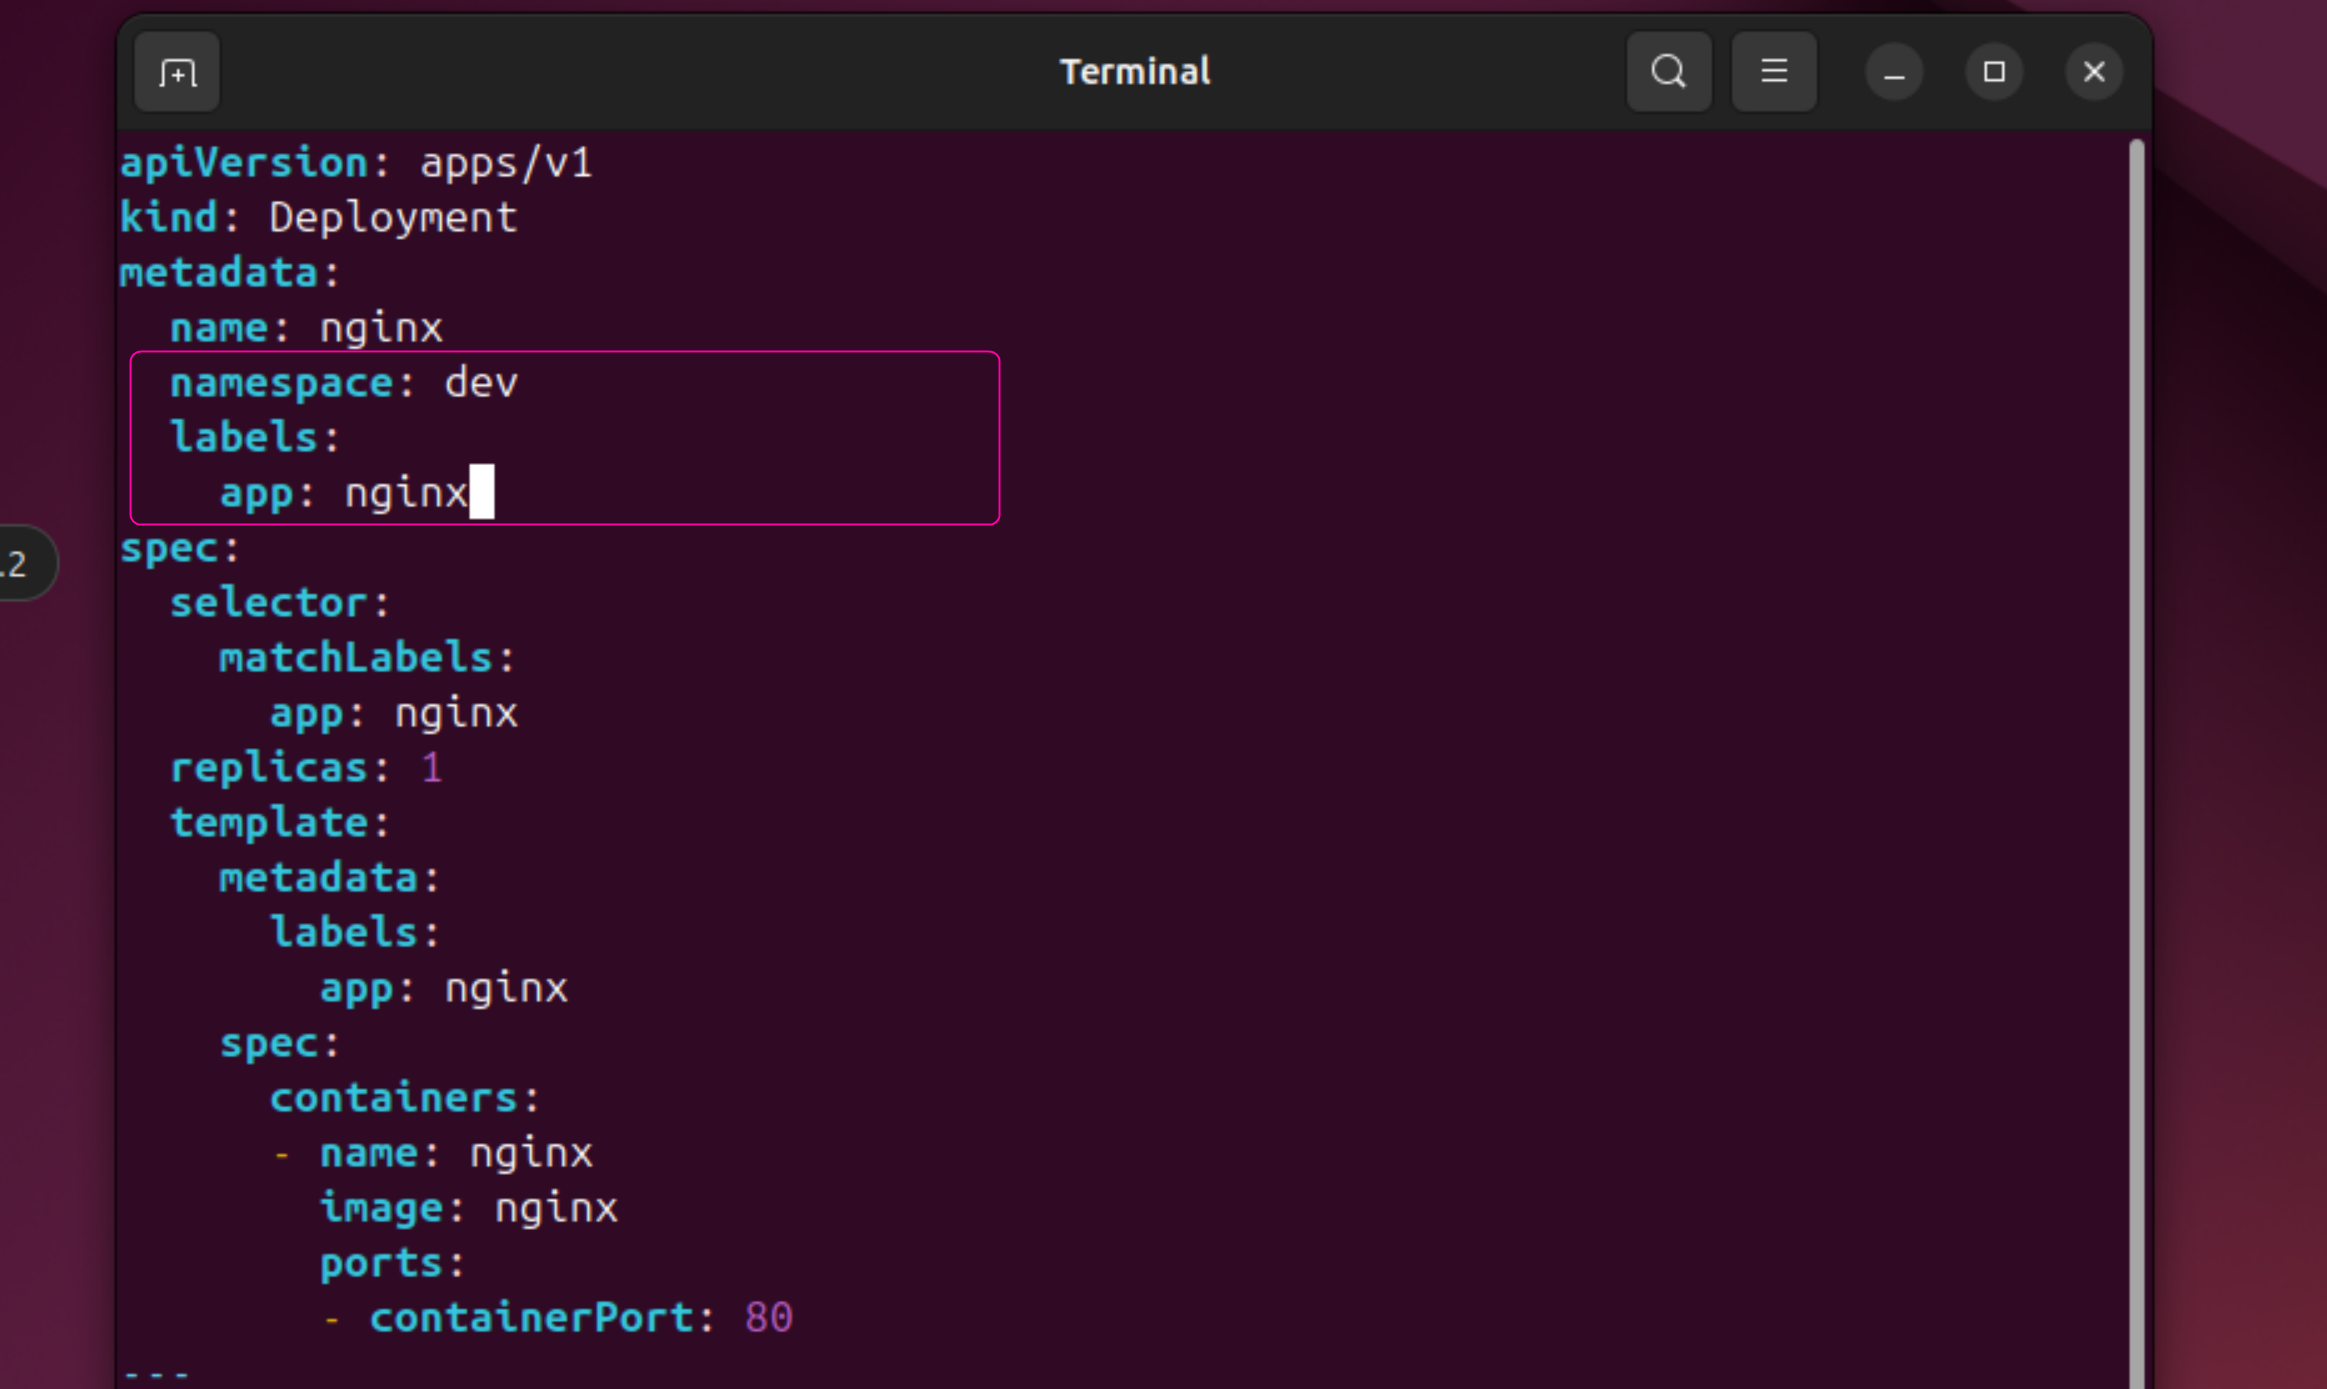 Terminal
apiVersion: apps/v1
kind: Deployment
metadata:
  name: nginx
  namespace: dev
  labels:
    app: nginx
.2
spec:
  selector:
    matchLabels:
      app: nginx
  replicas: 1
  template:
    metadata:
      labels:
        app: nginx
    spec:
      containers:
      - name: nginx
        image: nginx
        ports:
        - containerPort: 80
---